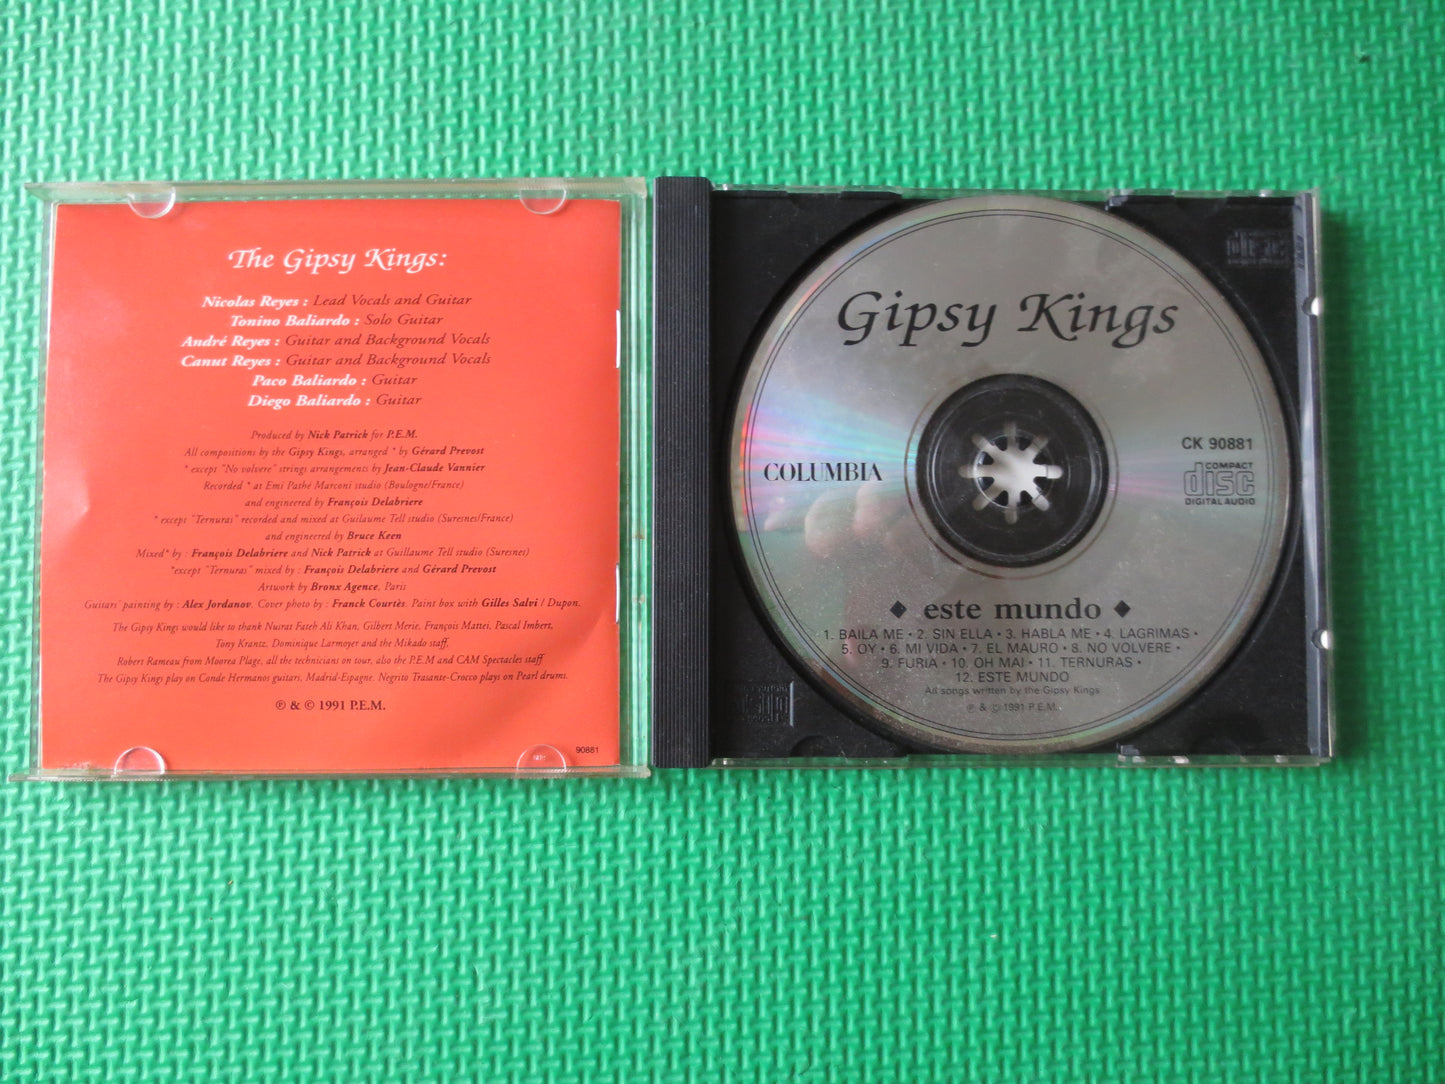 The Gipsy Kings:
Nicolas Reyes : Lead Vocals and Guitar
Tonino Baliardo : Solo Guitar
André Reyes : Guitar and Background Vocals
Canut Reyes : Guitar and Background Vocals
Paco Baliardo : Guitar
Diego Baliardo : Guitar
Produced by Nick Patrick for P.E.M.
All compositions by the Gipsy Kings, arranged * by Gérard Prevost
* except "No volvere" strings arrangements by Jean-Claude Vannier
Recorded * at Emi Pathé Marconi studio (Boulogne/France)
and engineered by François Delabriere
* except "Ternuras" recorded and mixed at Guilaume Tell studio (Suresnes/France)
and engineered by Bruce Keen
Mixed* by : François Delabriere and Nick Patrick at Guillaume Tell studio (Suresnes)
*except "Ternuras" mixed by : François Delabriere and Gérard Prevost
Artwork by Bronx Agence, Paris
Guitars' painting by : Alex Jordanov. Cover photo by : Franck Courtès. Paint box with Gilles Salvi / Dupon.
The Gipsy Kings would like to thank Nusrat Fateh Ali Khan, Gilbert Merie, François Mattei, Pascal Imbert,
Tony Krantz, Dominique Larmoyer and the Mikado staff,
Robert Rameau from Moorea Plage, all the technicians on tour, also the P.E.M and CAM Spectacles staff
The Gipsy Kings play on Conde Hermanos guitars, Madrid-Espagne. Negrito Trasante-Crocco plays on Pearl drums.
℗ & © 1991 P.E.M.
90881
Gipsy Kings
CK 90881
COLUMBIA
COMPACT
disc
DIGITAL AUDIO
◆ este mundo ◆
1. BAILA ME • 2. SIN ELLA • 3. HABLA ME • 4. LAGRIMAS •
5. OY • 6. MI VIDA • 7. EL MAURO • 8. NO VOLVERE •
9. FURIA • 10. OH MAI • 11. TERNURAS •
12. ESTE MUNDO
All songs written by the Gipsy Kings
℗ & © 1991 P.E.M.